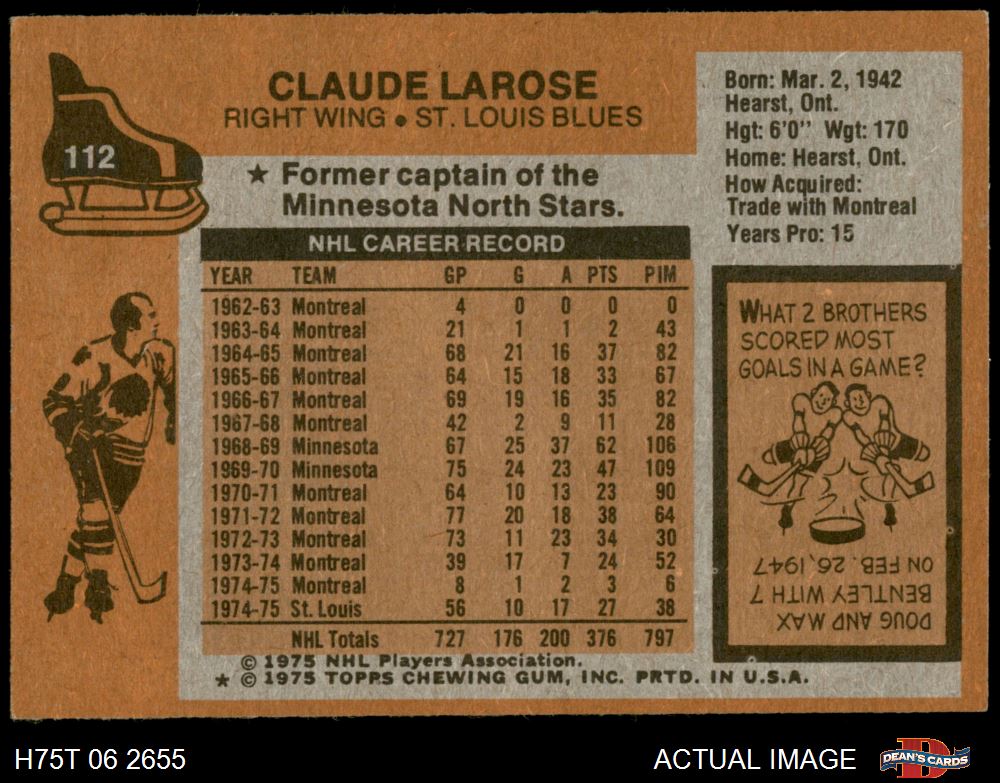 CLAUDE LAROSE
RIGHT WING • ST. LOUIS BLUES
112
★ Former captain of the
Minnesota North Stars.
Born: Mar. 2, 1942
Hearst, Ont.
Hgt: 6'0" Wgt: 170
Home: Hearst, Ont.
How Acquired:
Trade with Montreal
Years Pro: 15
NHL CAREER RECORD
YEAR TEAM GP G A PTS PIM
1962-63 Montreal 4 0 0 0 0
1963-64 Montreal 21 1 1 2 43
1964-65 Montreal 68 21 16 37 82
1965-66 Montreal 64 15 18 33 67
1966-67 Montreal 69 19 16 35 82
1967-68 Montreal 42 2 9 11 28
1968-69 Minnesota 67 25 37 62 106
1969-70 Minnesota 75 24 23 47 109
1970-71 Montreal 64 10 13 23 90
1971-72 Montreal 77 20 18 38 64
1972-73 Montreal 73 11 23 34 30
1973-74 Montreal 39 17 7 24 52
1974-75 Montreal 8 1 2 3 6
1974-75 St. Louis 56 10 17 27 38
NHL Totals 727 176 200 376 797
© 1975 NHL Players Association.
★ © 1975 TOPPS CHEWING GUM, INC. PRTD. IN U.S.A.
WHAT 2 BROTHERS
SCORED MOST
GOALS IN A GAME?
DOUG AND MAX
BENTLEY WITH 7
ON FEB. 26, 1947
H75T 06 2655
ACTUAL IMAGE
D
DEAN'S CARDS